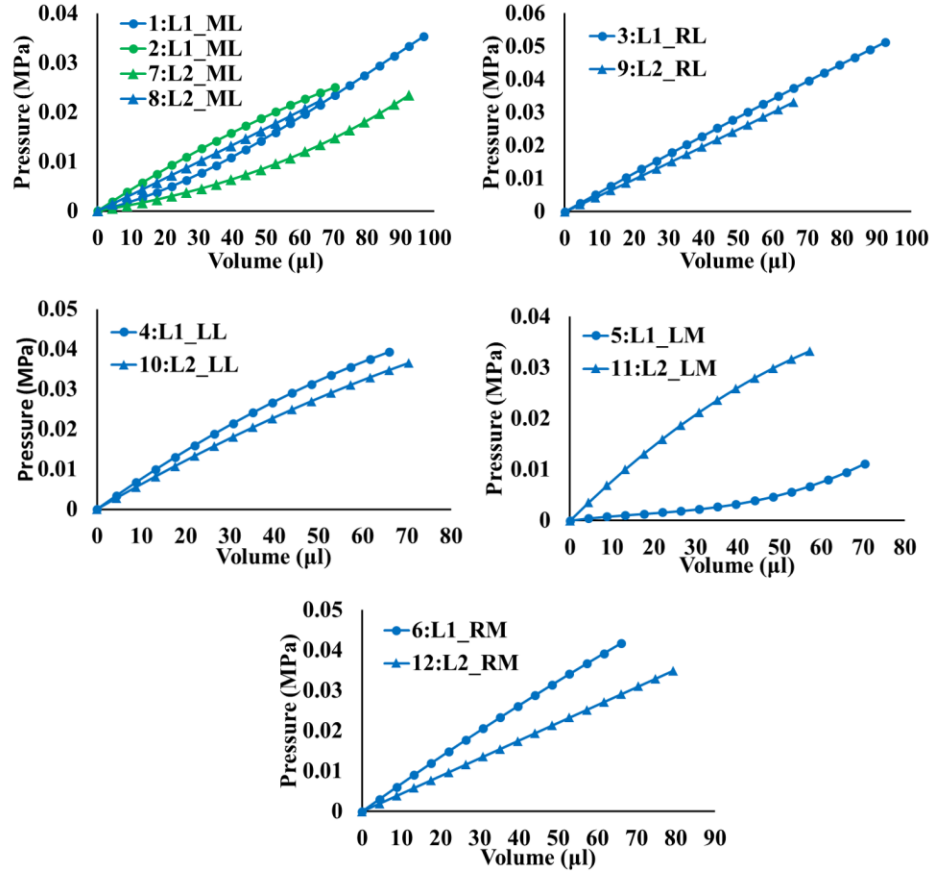 0.04
0.03
0.02
0.01
0
Pressure (MPa)
1:L1_ML
2:L1_ML
7:L2_ML
8:L2_ML
0 10 20 30 40 50 60 70 80 90 100
Volume (µl)
0.06
0.05
0.04
0.03
0.02
0.01
0
Pressure (MPa)
3:L1_RL
9:L2_RL
0 10 20 30 40 50 60 70 80 90 100
Volume (µl)
0.05
0.04
0.03
0.02
0.01
0
Pressure (MPa)
4:L1_LL
10:L2_LL
0 10 20 30 40 50 60 70 80
Volume (µl)
0.04
0.03
0.02
0.01
0
Pressure (MPa)
5:L1_LM
11:L2_LM
0 10 20 30 40 50 60 70 80
Volume (µl)
0.05
0.04
0.03
0.02
0.01
0
Pressure (MPa)
6:L1_RM
12:L2_RM
0 10 20 30 40 50 60 70 80 90
Volume (µl)